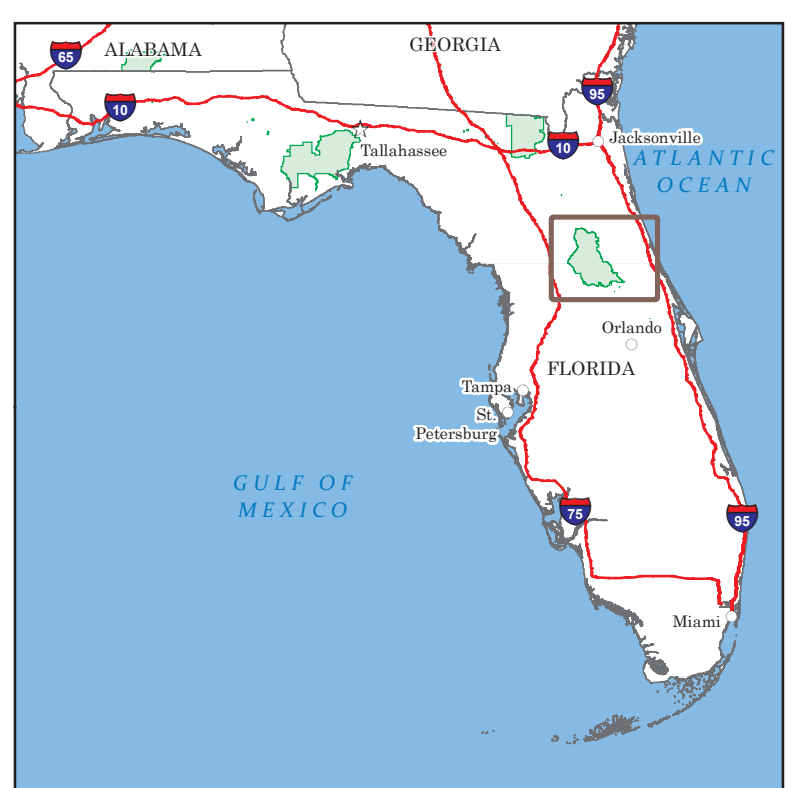 ALABAMA
GEORGIA
65
10
95
10
Jacksonville
Tallahassee
ATLANTIC
OCEAN
Orlando
FLORIDA
Tampa
St.
Petersburg
GULF OF
MEXICO
75
95
Miami